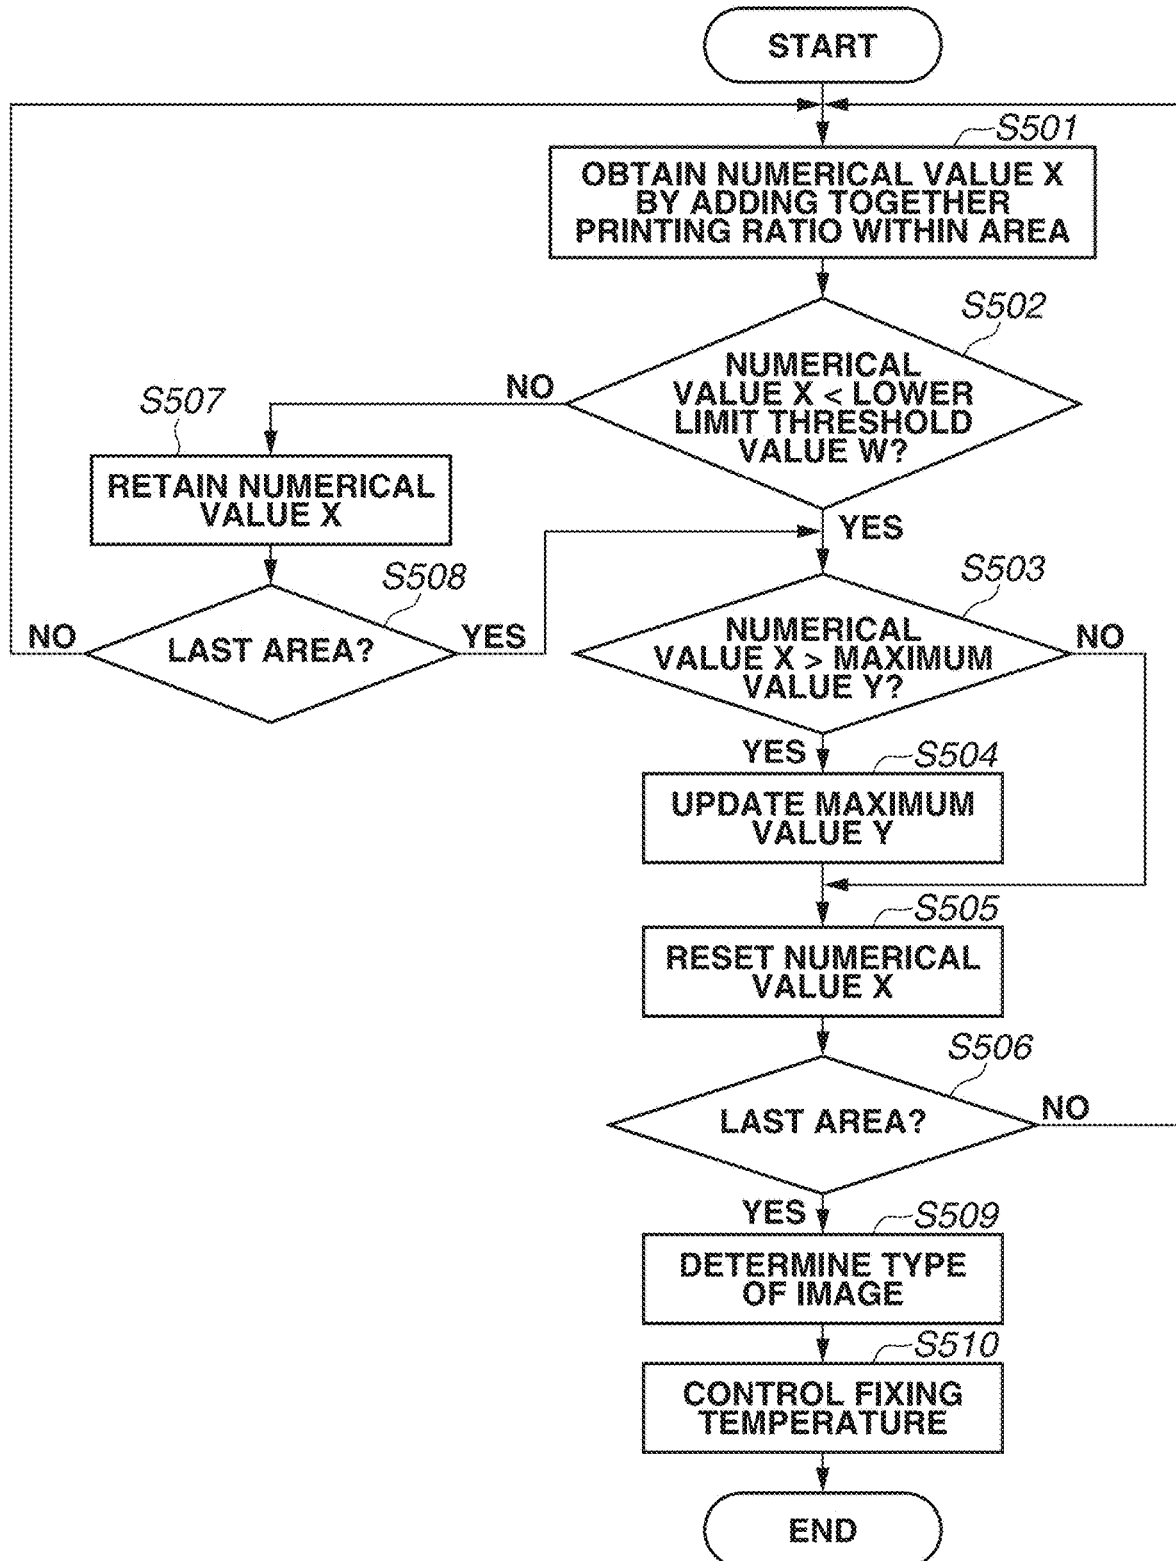 START
S501
OBTAIN NUMERICAL VALUE X
BY ADDING TOGETHER
PRINTING RATIO WITHIN AREA
S502
NUMERICAL
VALUE X < LOWER
LIMIT THRESHOLD
VALUE W?
NO
YES
S507
RETAIN NUMERICAL
VALUE X
S508
LAST AREA?
NO
YES
S503
NUMERICAL
VALUE X > MAXIMUM
VALUE Y?
NO
YES
S504
UPDATE MAXIMUM
VALUE Y
S505
RESET NUMERICAL
VALUE X
S506
LAST AREA?
NO
YES
S509
DETERMINE TYPE
OF IMAGE
S510
CONTROL FIXING
TEMPERATURE
END